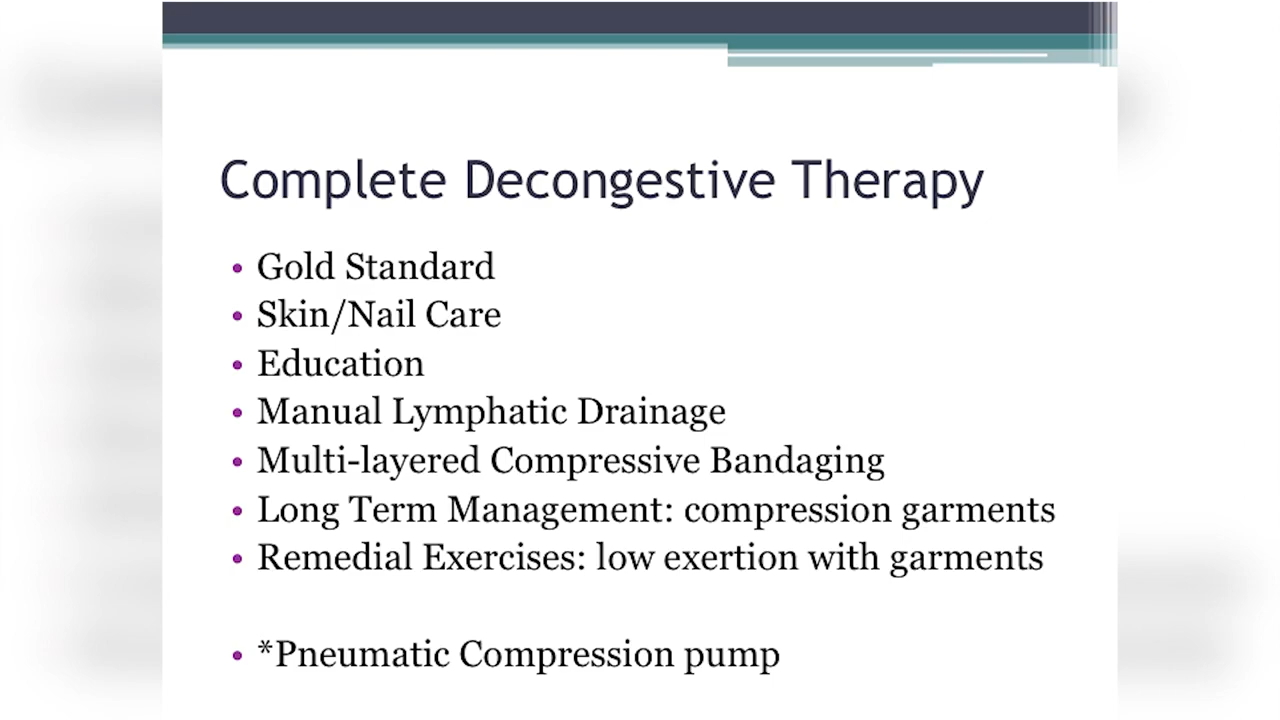 Complete Decongestive Therapy
• Gold Standard
• Skin/Nail Care
• Education
• Manual Lymphatic Drainage
• Multi-layered Compressive Bandaging
• Long Term Management: compression garments
• Remedial Exercises: low exertion with garments
• *Pneumatic Compression pump